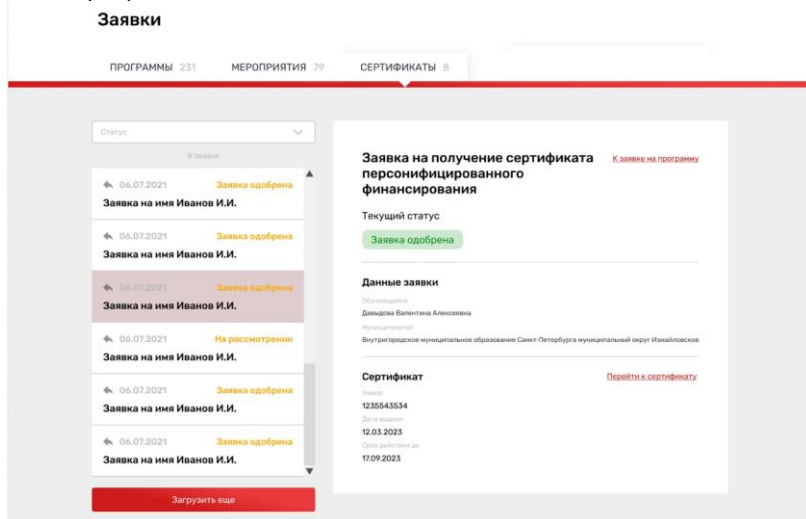 Заявки
ПРОГРАММЫ 231 МЕРОПРИЯТИЯ 79 СЕРТИФИКАТЫ 8
Статус
8 заявок
06.07.2021 Заявка одобрена
Заявка на имя Иванов И.И.
06.07.2021 Заявка одобрена
Заявка на имя Иванов И.И.
06.07.2021 Заявка одобрена
Заявка на имя Иванов И.И.
06.07.2021 На рассмотрении
Заявка на имя Иванов И.И.
06.07.2021 Заявка одобрена
Заявка на имя Иванов И.И.
06.07.2021 Заявка одобрена
Заявка на имя Иванов И.И.
Загрузить еще
Заявка на получение сертификата
персонифицированного
финансирования
К заявке на программу
Текущий статус
Заявка одобрена
Данные заявки
Обучающийся
Давыдова Валентина Алексеевна
Муниципалитет
Внутригородское муниципальное образование Санкт-Петербурга муниципальный округ Измайловское
Сертификат Перейти к сертификату
Номер
1235543534
Дата выдачи
12.03.2023
Срок действия до
17.09.2023